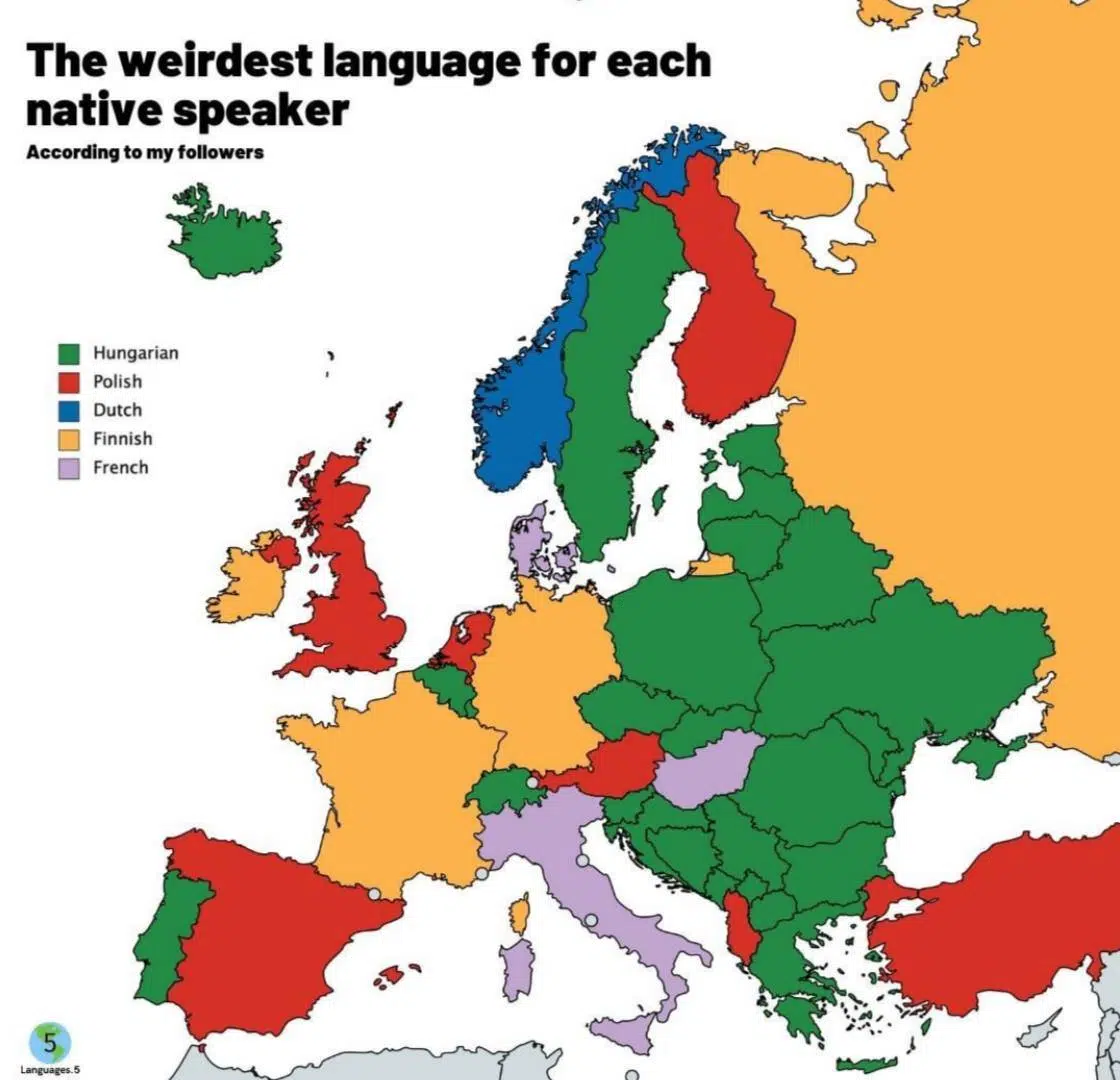 The weirdest language for each
native speaker
According to my followers
Hungarian
Polish
Dutch
Finnish
French
5
Languages.5